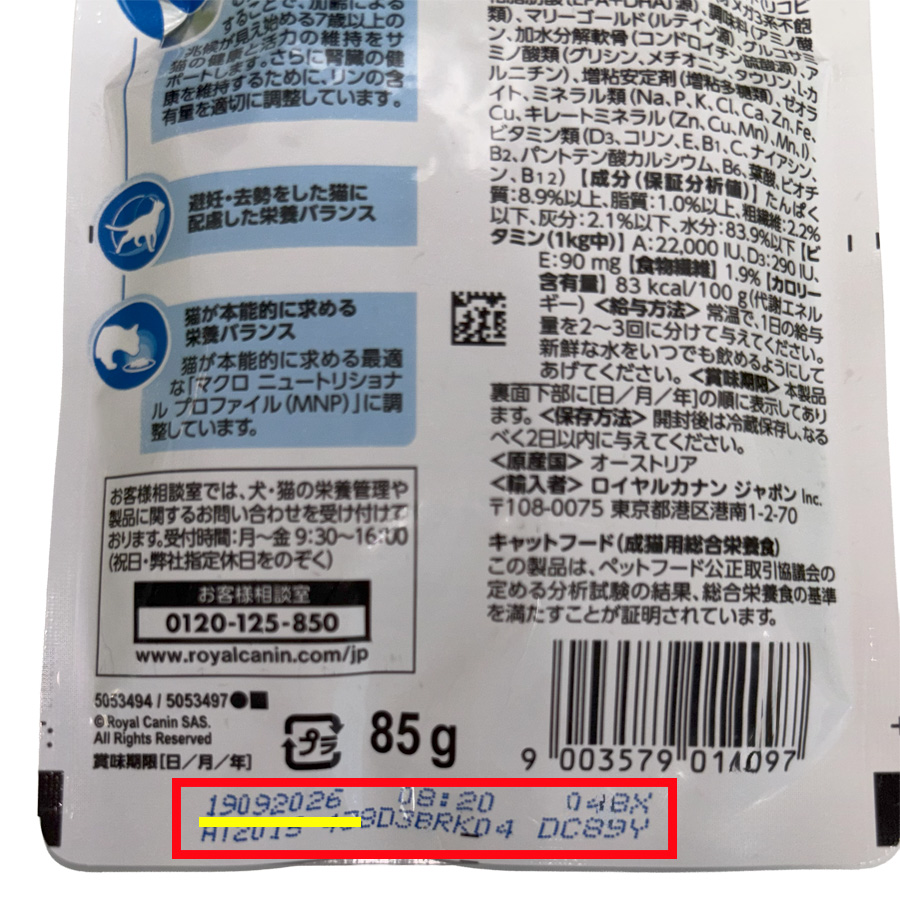 することで、加齢による
兆候が見え始める7歳以上の
猫の健康と活力の維持をサ
ポートします。さらに腎臓の健
康を維持するために、リンの含
有量を適切に調整しています。
避妊・去勢をした猫に
配慮した栄養バランス
猫が本能的に求める
栄養バランス
猫が本能的に求める最適
な「マクロ ニュートリショナ
ル プロファイル(MNP)」に調
整しています。
お客様相談室では、犬・猫の栄養管理や
製品に関するお問い合わせを受け付けて
おります。受付時間:月〜金 9:30〜16:00
(祝日・弊社指定休日をのぞく)
お客様相談室
0120-125-850
www.royalcanin.com/jp
5053494 / 5053497
© Royal Canin SAS.
All Rights Reserved
賞味期限[日/月/年]
プラ
85g
(EPA+DHA)源)、調味料(アミノ酸
類)、マリーゴールド(ルテイン源)、グルコサミ
ン、加水分解軟骨(コンドロイチン硫酸源)、ア
ミノ酸類(グリシン、メチオニン、タウリン、L-カ
ルニチン)、増粘安定剤(増粘多糖類)、ゼオラ
イト、ミネラル類(Na、P、K、Cl、Ca、Zn、Fe、
Cu、キレートミネラル(Zn、Cu、Mn)、Mn、I)、
ビタミン類(D3、コリン、E、B1、C、ナイアシン、
B2、パントテン酸カルシウム、B6、葉酸、ビオチ
ン、B12)【成分(保証分析値)】たんぱく
質:8.9%以上、脂質:1.0%以上、粗繊維:2.2%
以下、灰分:2.1%以下、水分:83.9%以下【ビ
タミン(1kg中)】A:22,000 IU、D3:290 IU、
E:90 mg【食物繊維】1.9%【カロリー
含有量】83 kcal/100 g(代謝エネル
ギー)<給与方法>常温で、1日の給与
量を2〜3回に分けて与えてください。
新鮮な水をいつでも飲めるようにして
あげてください。<賞味期限>本製品
裏面下部に[日/月/年]の順に表示してあり
ます。<保存方法>開封後は冷蔵保存し、なる
べく2日以内に与えてください。
<原産国>オーストリア
<輸入者>ロイヤルカナン ジャポン Inc.
〒108-0075 東京都港区港南1-2-70
キャットフード(成猫用総合栄養食)
この製品は、ペットフード公正取引協議会の
定める分析試験の結果、総合栄養食の基準
を満たすことが証明されています。
9 003579 014097
19092026 08:20 048X
DC89Y